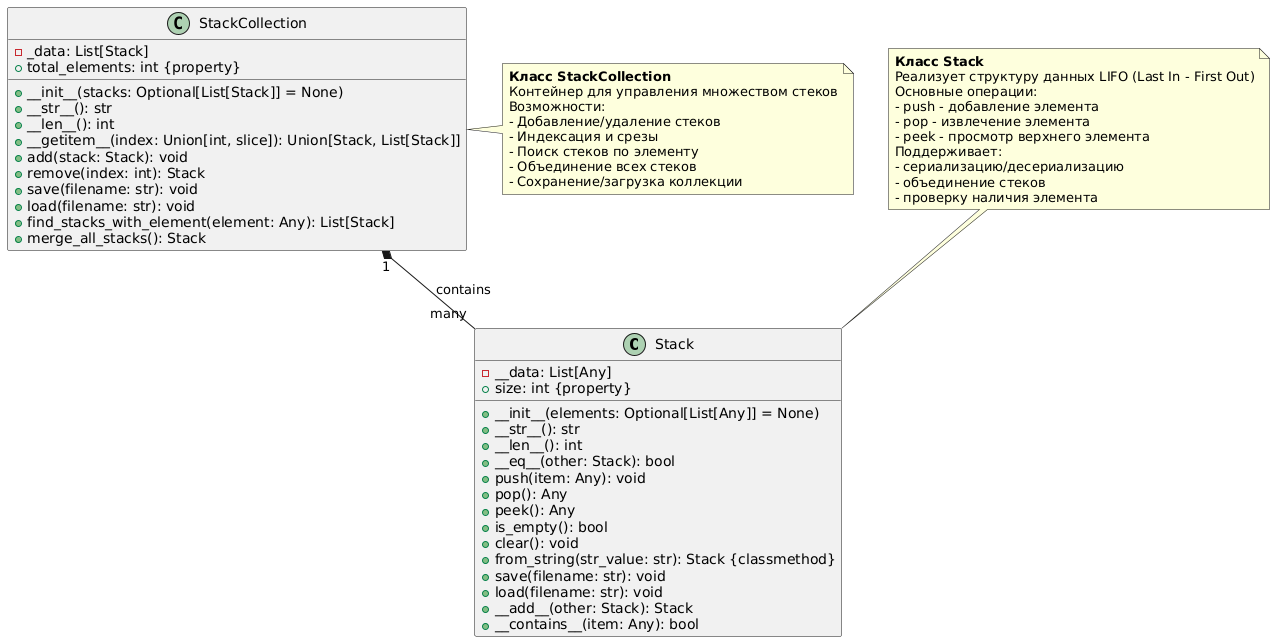 C StackCollection
_data: List[Stack]
total_elements: int {property}
__init__(stacks: Optional[List[Stack]] = None)
__str__(): str
__len__(): int
__getitem__(index: Union[int, slice]): Union[Stack, List[Stack]]
add(stack: Stack): void
remove(index: int): Stack
save(filename: str): void
load(filename: str): void
find_stacks_with_element(element: Any): List[Stack]
merge_all_stacks(): Stack
Класс StackCollection
Контейнер для управления множеством стеков
Возможности:
- Добавление/удаление стеков
- Индексация и срезы
- Поиск стеков по элементу
- Объединение всех стеков
- Сохранение/загрузка коллекции
Класс Stack
Реализует структуру данных LIFO (Last In - First Out)
Основные операции:
- push - добавление элемента
- pop - извлечение элемента
- peek - просмотр верхнего элемента
Поддерживает:
- сериализацию/десериализацию
- объединение стеков
- проверку наличия элемента
1
contains
many
C Stack
__data: List[Any]
size: int {property}
__init__(elements: Optional[List[Any]] = None)
__str__(): str
__len__(): int
__eq__(other: Stack): bool
push(item: Any): void
pop(): Any
peek(): Any
is_empty(): bool
clear(): void
from_string(str_value: str): Stack {classmethod}
save(filename: str): void
load(filename: str): void
__add__(other: Stack): Stack
__contains__(item: Any): bool